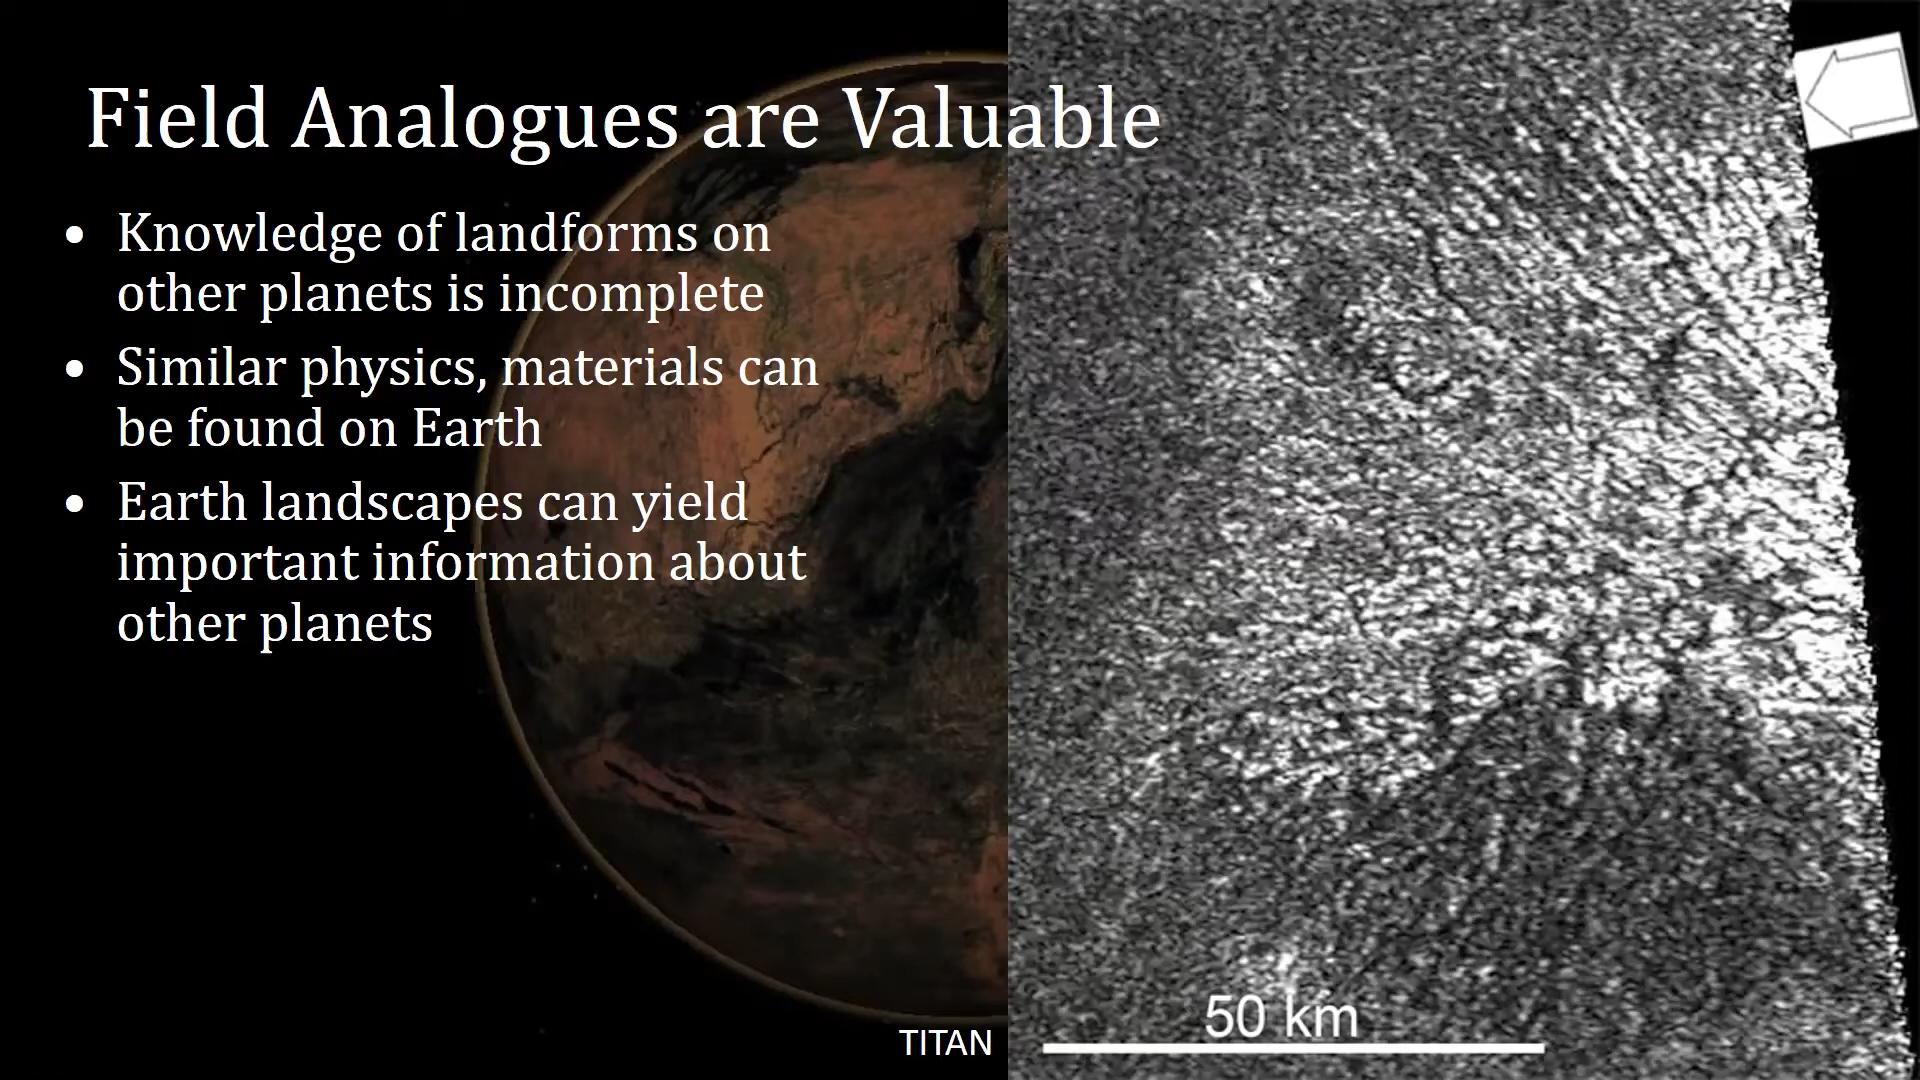 Field Analogues are Valuable
• Knowledge of landforms on
other planets is incomplete
• Similar physics, materials can
be found on Earth
• Earth landscapes can yield
important information about
other planets
TITAN
50 km